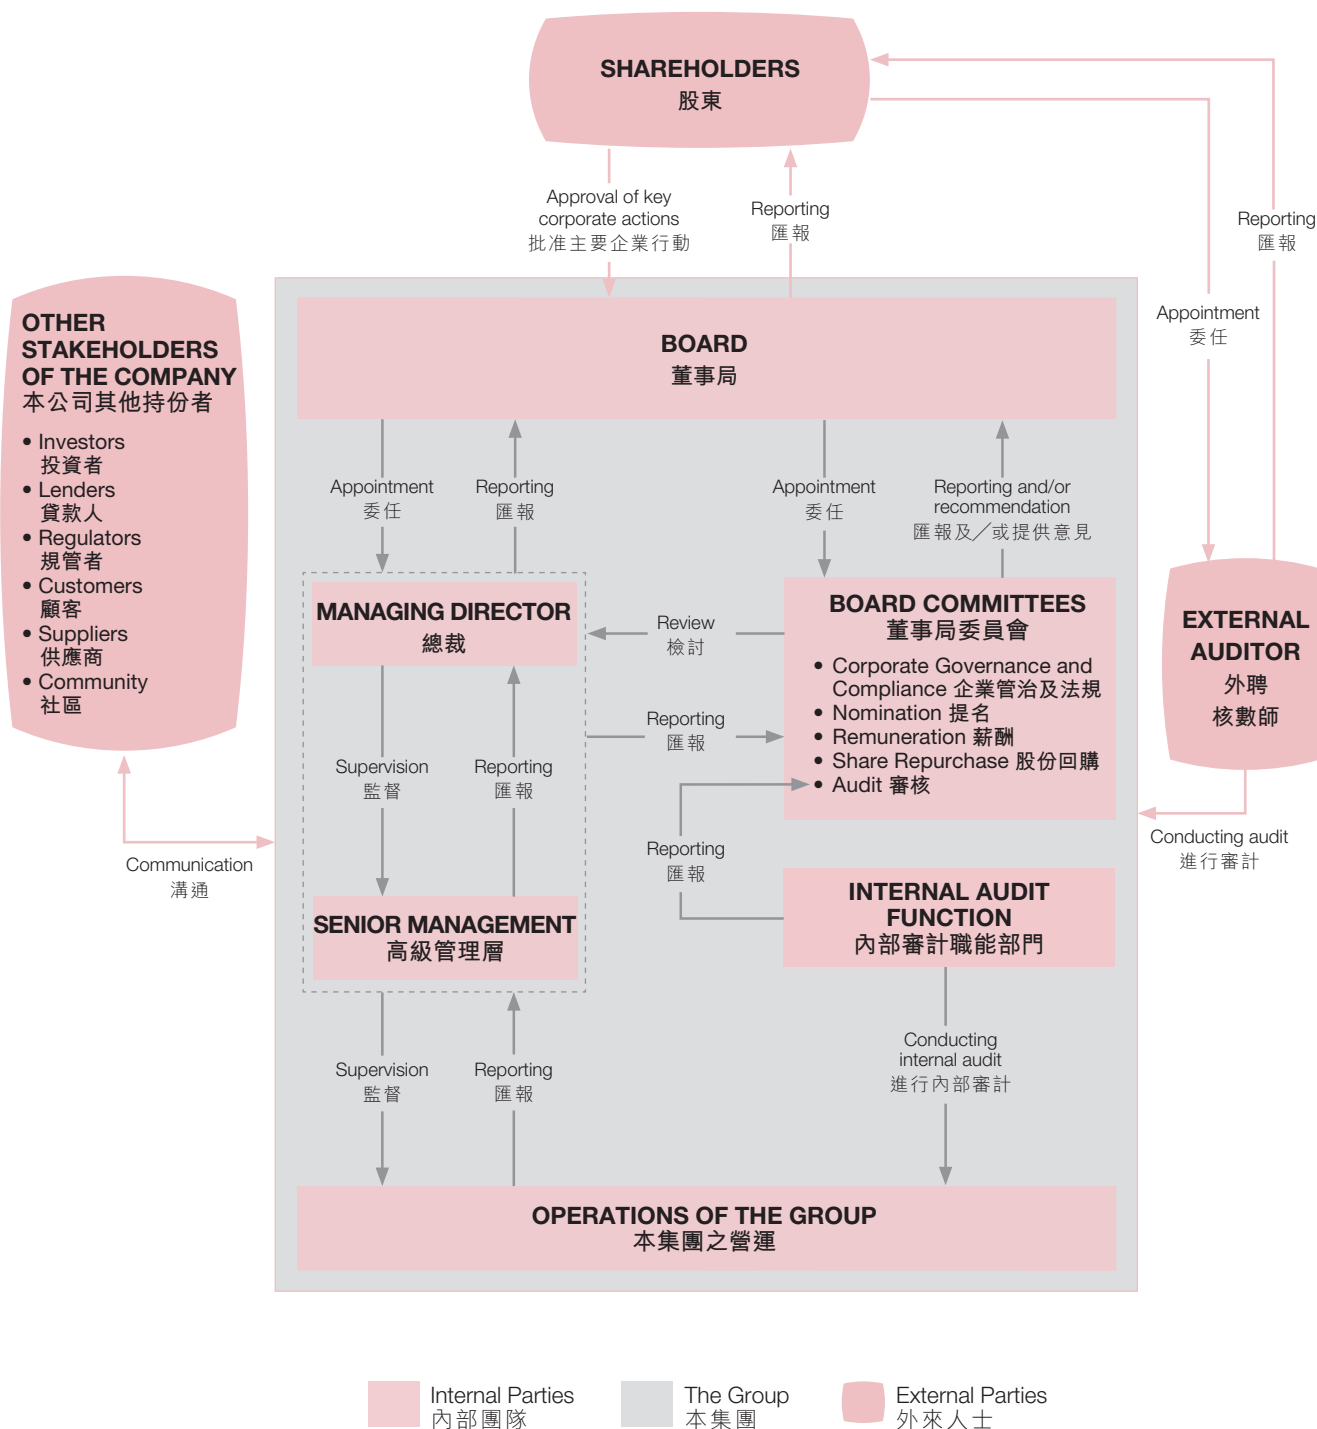 SHAREHOLDERS
股東
Approval of key
corporate actions
批准主要企業行動
Reporting
匯報
Reporting
匯報
Appointment
委任
OTHER
STAKEHOLDERS
OF THE COMPANY
本公司其他持份者
• Investors
投資者
• Lenders
貸款人
• Regulators
規管者
• Customers
顧客
• Suppliers
供應商
• Community
社區
Communication
溝通
BOARD
董事局
Appointment
委任
Reporting
匯報
Appointment
委任
Reporting and/or
recommendation
匯報及／或提供意見
MANAGING DIRECTOR
總裁
Review
檢討
Reporting
匯報
BOARD COMMITTEES
董事局委員會
• Corporate Governance and
Compliance 企業管治及法規
• Nomination 提名
• Remuneration 薪酬
• Share Repurchase 股份回購
• Audit 審核
EXTERNAL
AUDITOR
外聘
核數師
Conducting audit
進行審計
Supervision
監督
Reporting
匯報
Reporting
匯報
SENIOR MANAGEMENT
高級管理層
INTERNAL AUDIT
FUNCTION
內部審計職能部門
Supervision
監督
Reporting
匯報
Conducting
internal audit
進行內部審計
OPERATIONS OF THE GROUP
本集團之營運
Internal Parties
內部團隊
The Group
本集團
External Parties
外來人士